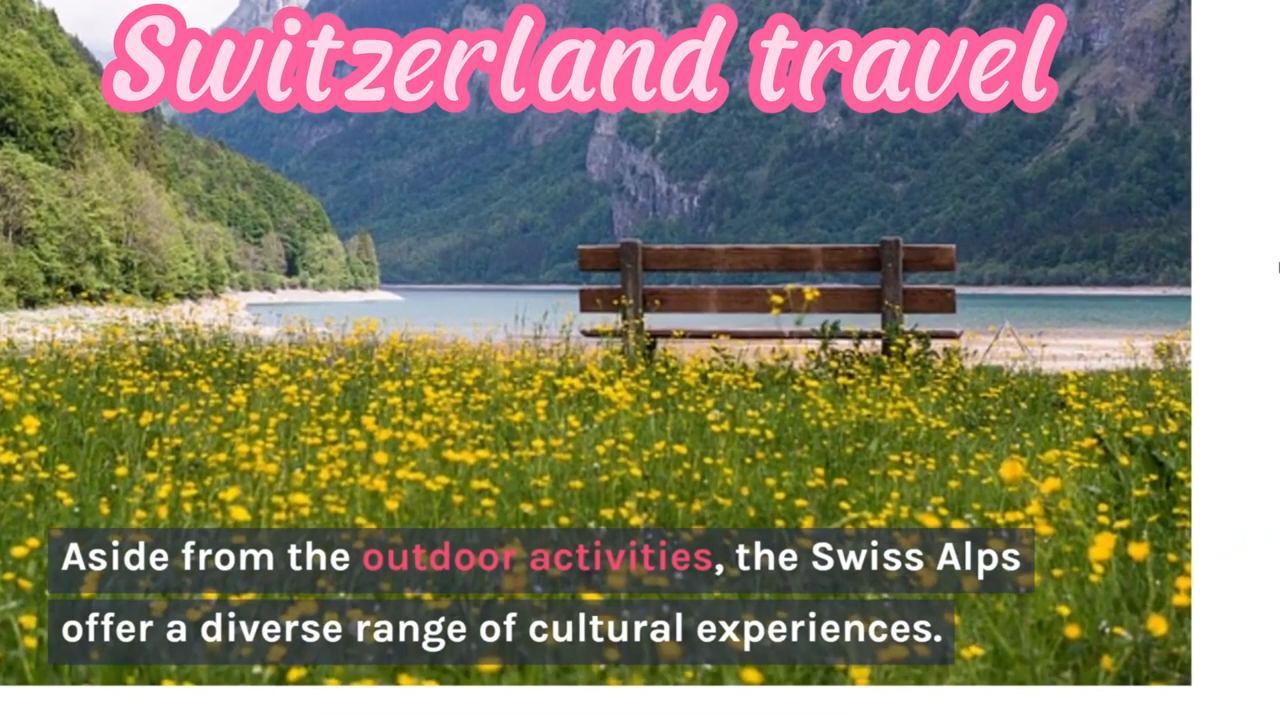 Switzerland travel
Aside from the outdoor activities, the Swiss Alps
offer a diverse range of cultural experiences.